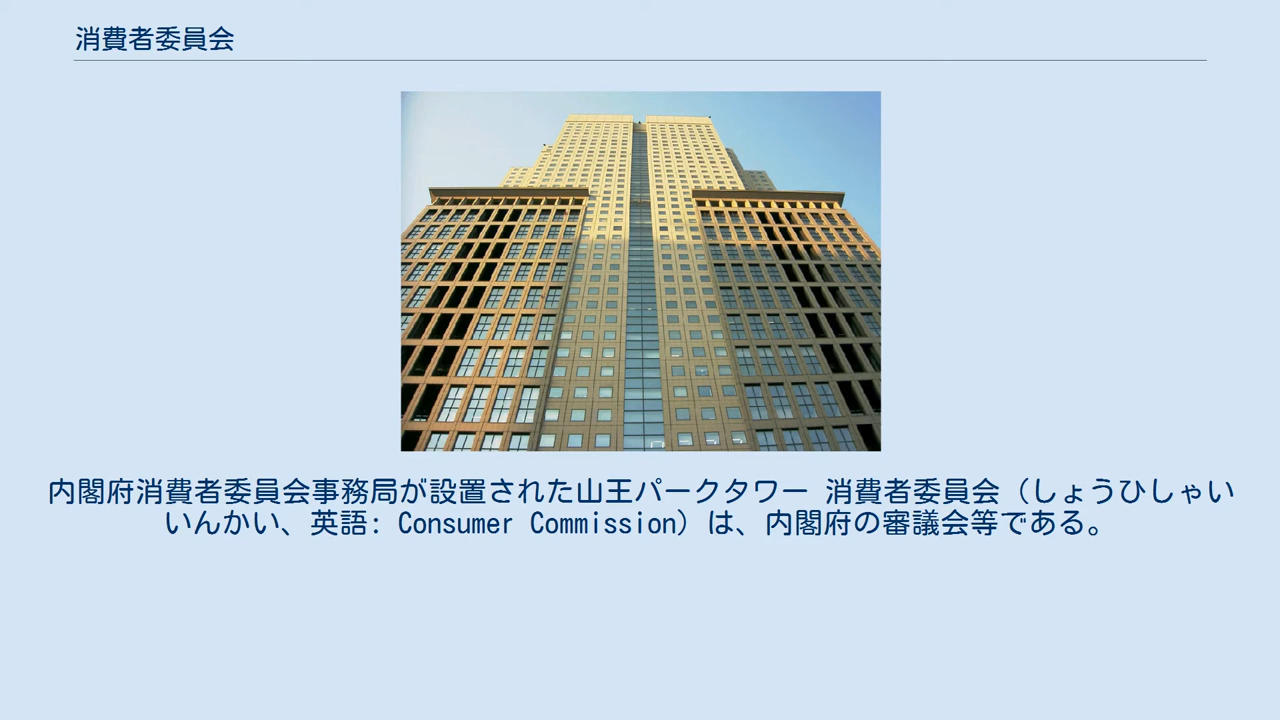 消費者委員会
内閣府消費者委員会事務局が設置された山王パークタワー 消費者委員会（しょうひしゃい
いんかい、英語: Consumer Commission）は、内閣府の審議会等である。